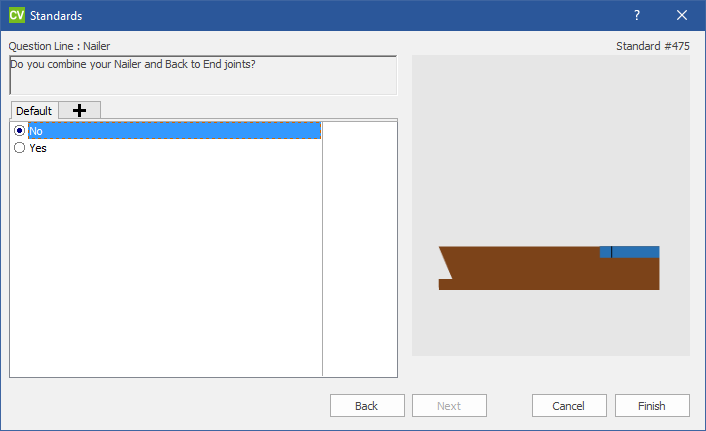 CV Standards ?
Question Line : Nailer Standard #475
Do you combine your Nailer and Back to End joints?
Default
No
Yes
Back Next Cancel Finish